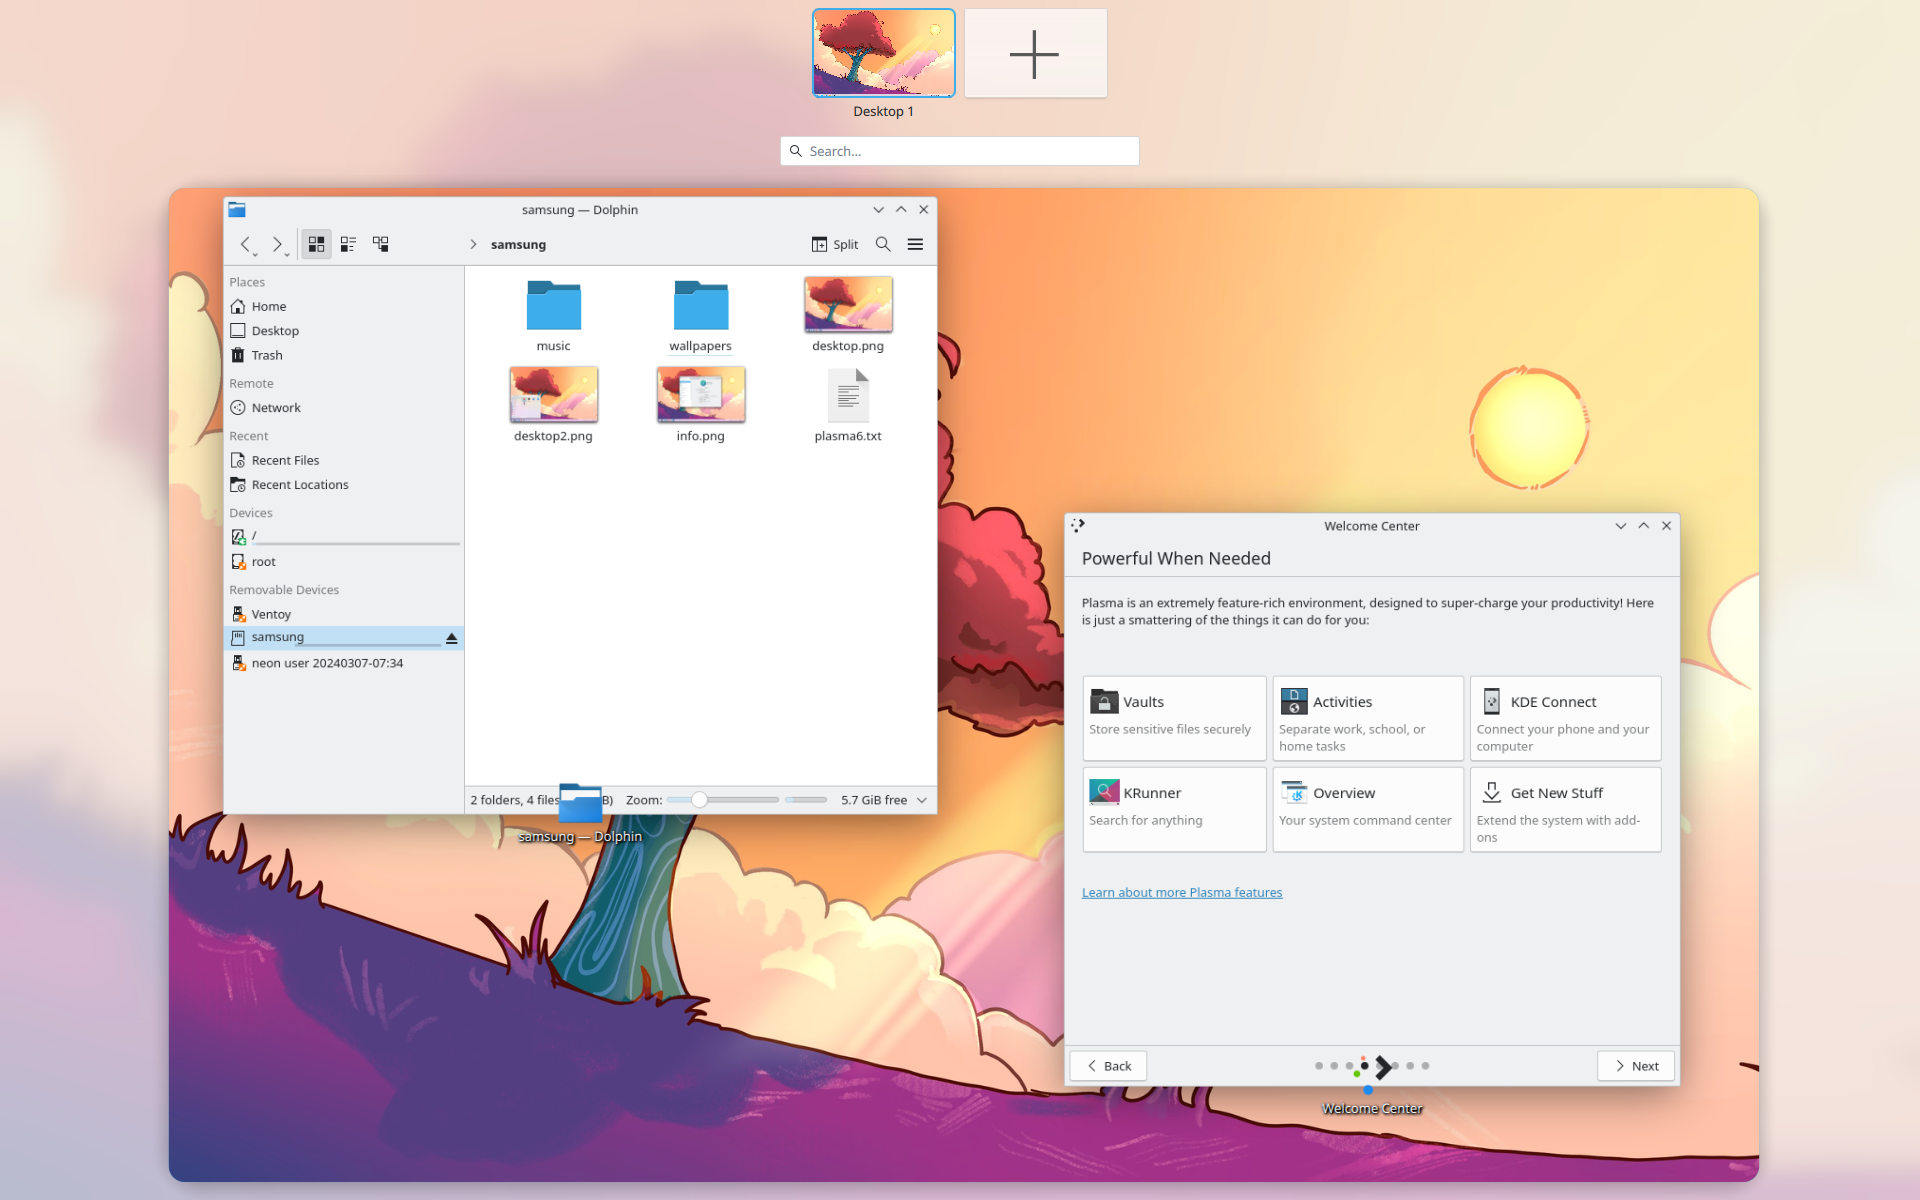 Desktop 1
Search...
samsung — Dolphin
samsung
Split
Places
Home
Desktop
Trash
Remote
Network
Recent
Recent Files
Recent Locations
Devices
/
root
Removable Devices
Ventoy
samsung
neon user 20240307-07:34
music
wallpapers
desktop.png
desktop2.png
info.png
plasma6.txt
2 folders, 4 files B)
Zoom:
5.7 GiB free
samsung — Dolphin
Welcome Center
Powerful When Needed
Plasma is an extremely feature-rich environment, designed to super-charge your productivity! Here
is just a smattering of the things it can do for you:
Vaults
Store sensitive files securely
Activities
Separate work, school, or
home tasks
KDE Connect
Connect your phone and your
computer
KRunner
Search for anything
Overview
Your system command center
Get New Stuff
Extend the system with add-
ons
Learn about more Plasma features
Back
Next
Welcome Center